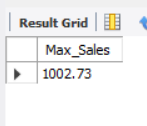 Result Grid
Max_Sales
1002.73